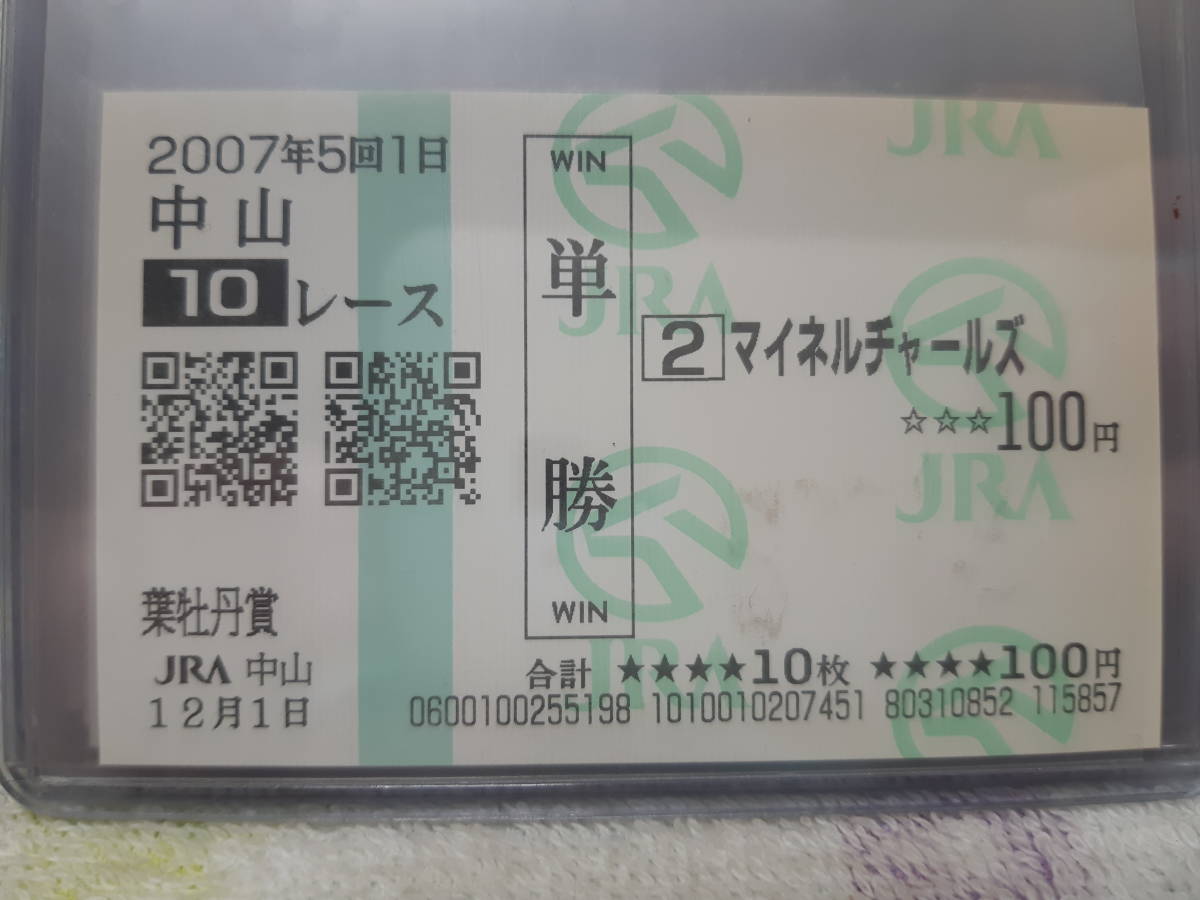 2007年5回1日
中山
10レース
WIN
単勝
WIN
2 マイネルチャールズ
☆☆☆100円
葉牡丹賞
JRA 中山
12月1日
合計 ★★★★10枚 ★★★★100円
0600100255198 1010010207451 80310852 115857
JRA
JRA
JRA
JRA